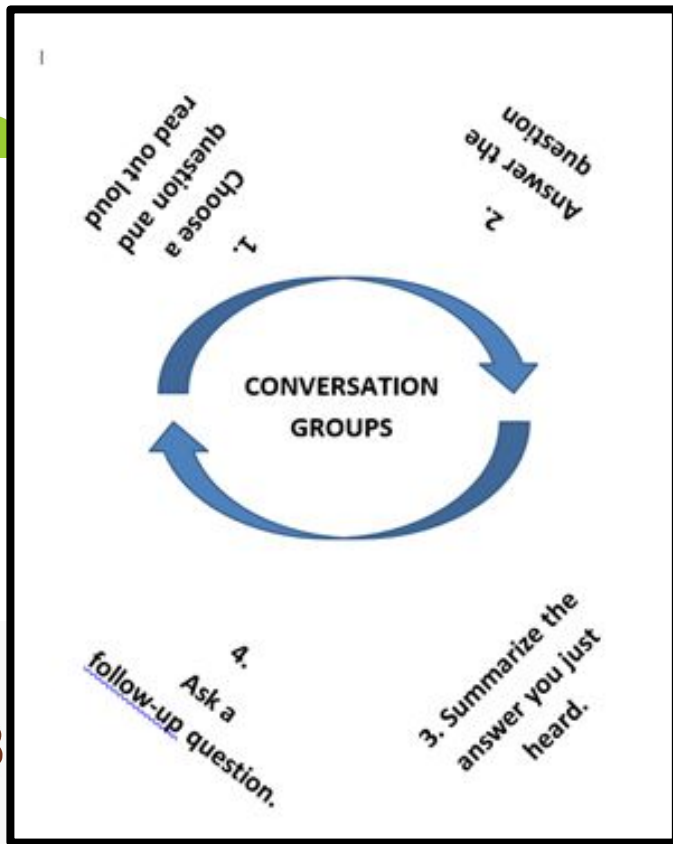 1.
Choose a
question and
read out loud
2.
Answer the
question
CONVERSATION
GROUPS
3. Summarize the
answer you just
heard.
4.
Ask a
follow-up question.